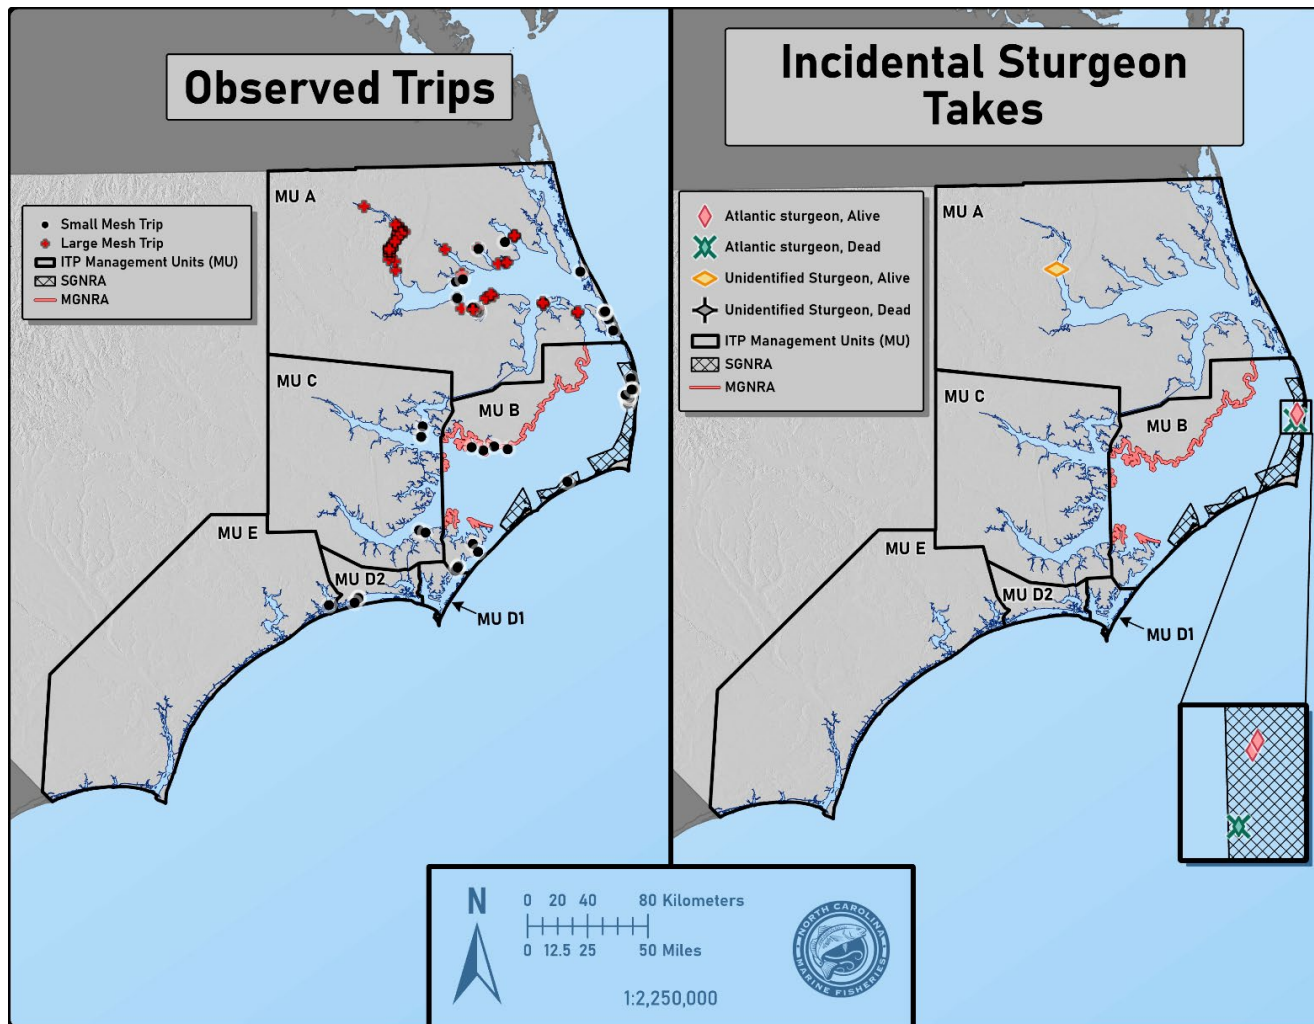 Observed Trips
Small Mesh Trip
Large Mesh Trip
ITP Management Units (MU)
SGNRA
MGNRA
MU A
MU C
MU B
MU E
MU D2
MU D1
Incidental Sturgeon
Takes
Atlantic sturgeon, Alive
Atlantic sturgeon, Dead
Unidentified Sturgeon, Alive
Unidentified Sturgeon, Dead
ITP Management Units (MU)
SGNRA
MGNRA
MU A
MU C
MU B
MU E
MU D2
MU D1
N
0 20 40 80 Kilometers
0 12.5 25 50 Miles
1:2,250,000
NORTH CAROLINA
MARINE FISHERIES